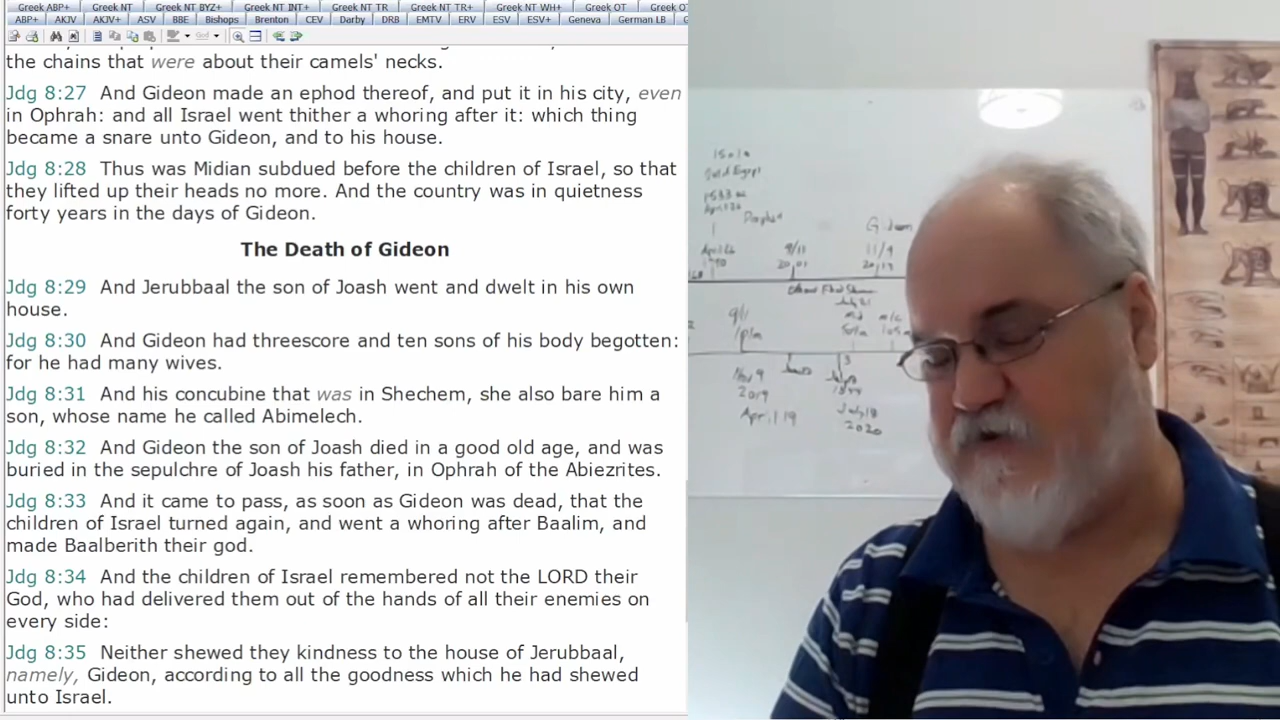 Greek ABP+ Greek NT Greek NT BYZ+ Greek NT INT+ Greek NT TR Greek NT TR+ Greek NT WH+ Greek OT
ABP+ AKJV AKJV+ ASV BBE Bishops Brenton CEV Darby DRB EMTV ERV ESV ESV+ Geneva German LB
the chains that were about their camels' necks.
Jdg 8:27 And Gideon made an ephod thereof, and put it in his city, even
in Ophrah: and all Israel went thither a whoring after it: which thing
became a snare unto Gideon, and to his house.
Jdg 8:28 Thus was Midian subdued before the children of Israel, so that
they lifted up their heads no more. And the country was in quietness
forty years in the days of Gideon.
The Death of Gideon
Jdg 8:29 And Jerubbaal the son of Joash went and dwelt in his own
house.
Jdg 8:30 And Gideon had threescore and ten sons of his body begotten:
for he had many wives.
Jdg 8:31 And his concubine that was in Shechem, she also bare him a
son, whose name he called Abimelech.
Jdg 8:32 And Gideon the son of Joash died in a good old age, and was
buried in the sepulchre of Joash his father, in Ophrah of the Abiezrites.
Jdg 8:33 And it came to pass, as soon as Gideon was dead, that the
children of Israel turned again, and went a whoring after Baalim, and
made Baalberith their god.
Jdg 8:34 And the children of Israel remembered not the LORD their
God, who had delivered them out of the hands of all their enemies on
every side:
Jdg 8:35 Neither shewed they kindness to the house of Jerubbaal,
namely, Gideon, according to all the goodness which he had shewed
unto Israel.
9/11 11/9
2001
Nov 9
2019
April 19
July 18
2020